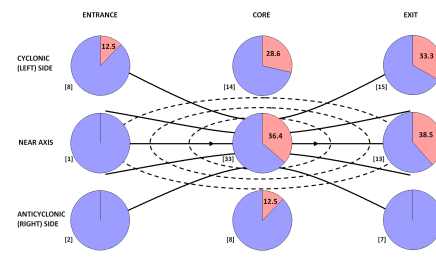 ENTRANCE CORE EXIT
12.5 28.6 33.3
CYCLONIC
(LEFT) SIDE
[8] [14] [15]
NEAR AXIS 36.4 38.5
[1] [33] [13]
12.5
ANTICYCLONIC
(RIGHT) SIDE
[2] [8] [7]